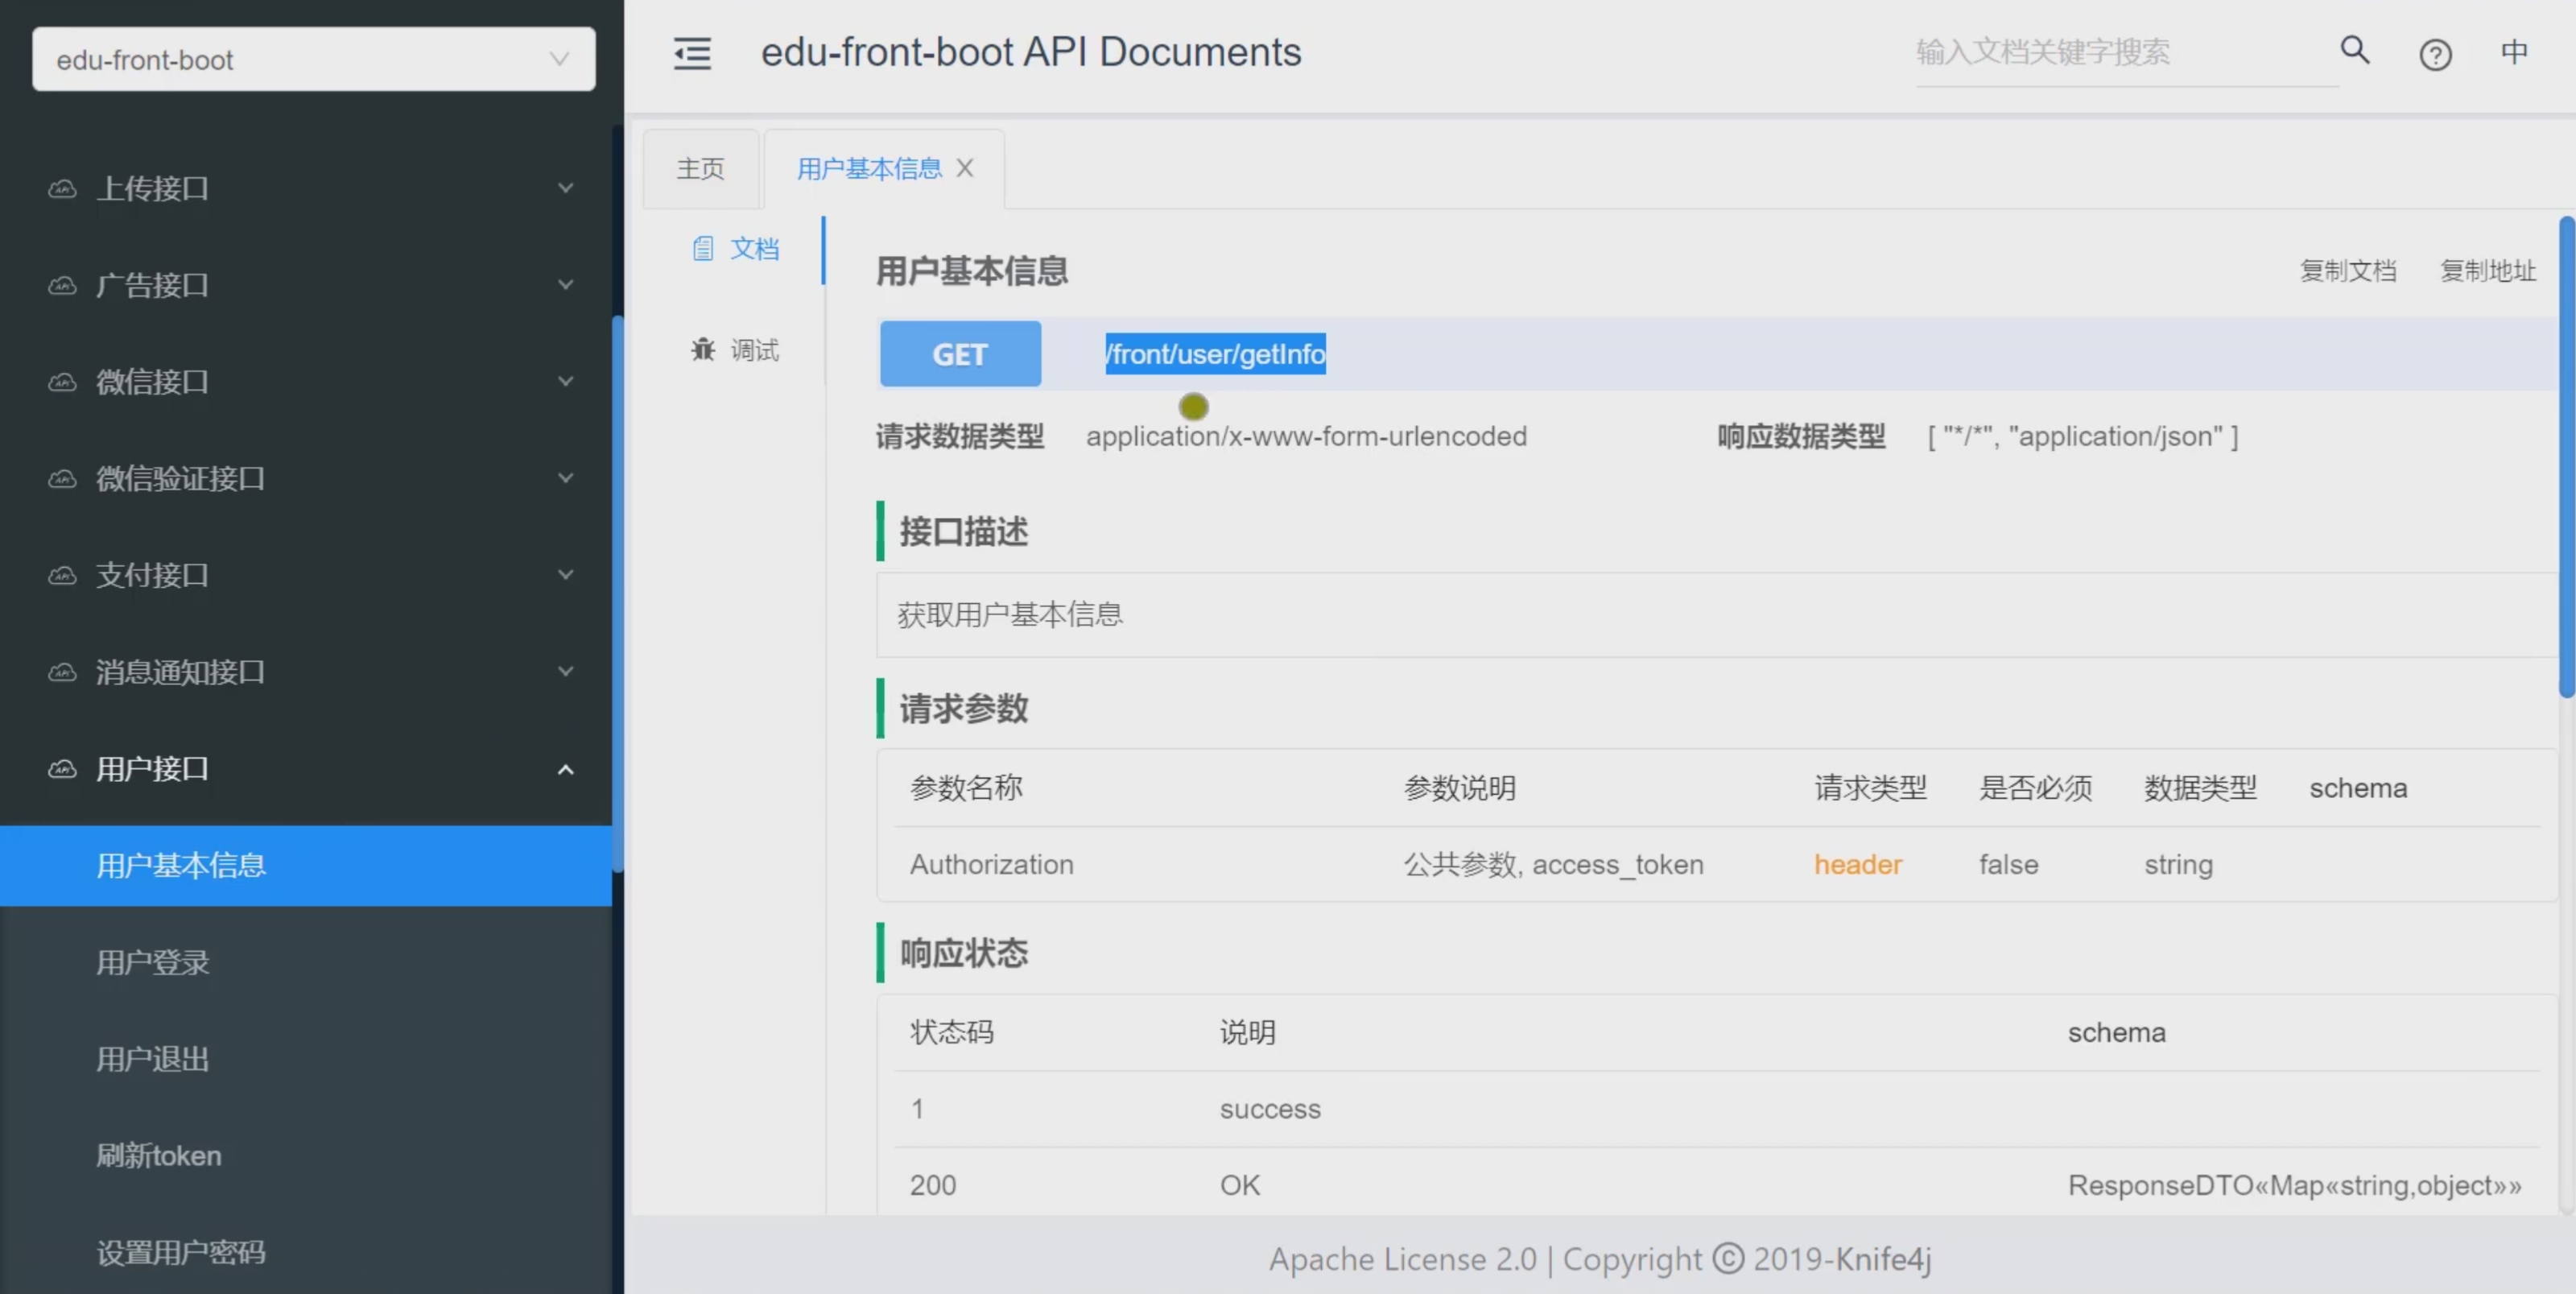 edu-front-boot
上传接口
广告接口
微信接口
微信验证接口
支付接口
消息通知接口
用户接口
用户基本信息
用户登录
用户退出
刷新token
设置用户密码
edu-front-boot API Documents
输入文档关键字搜索
中
主页
用户基本信息
文档
调试
用户基本信息
复制文档 复制地址
GET /front/user/getInfo
请求数据类型 application/x-www-form-urlencoded 响应数据类型 [ "*/*", "application/json" ]
接口描述
获取用户基本信息
请求参数
参数名称 参数说明 请求类型 是否必须 数据类型 schema
Authorization 公共参数, access_token header false string
响应状态
状态码 说明 schema
1 success
200 OK ResponseDTO«Map«string,object»»
Apache License 2.0 | Copyright © 2019-Knife4j